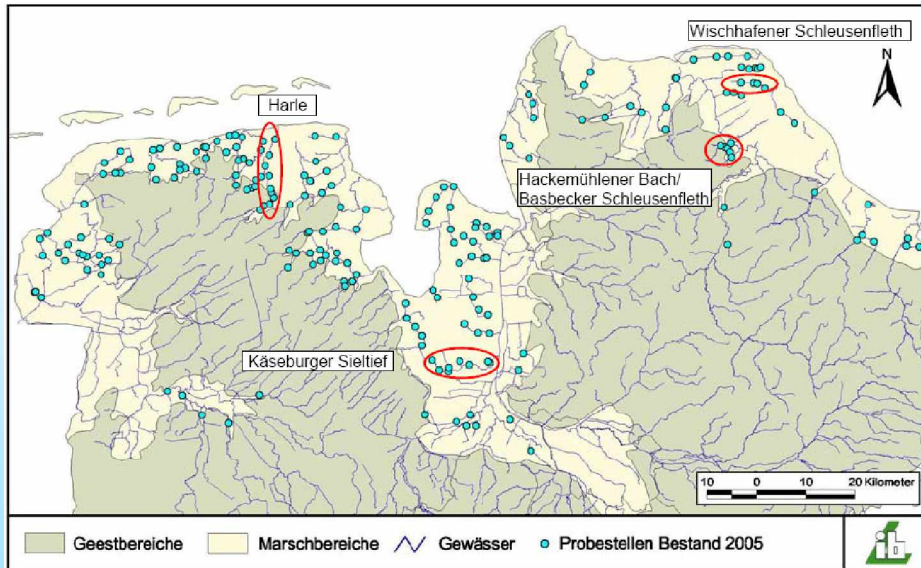 Wischhafener Schleusenfleth
N
Harle
Hackemühlener Bach/
Basbecker Schleusenfleth
Käseburger Sieltief
10 0 10 20 Kilometer
Geestbereiche Marschbereiche Gewässer Probestellen Bestand 2005
ib